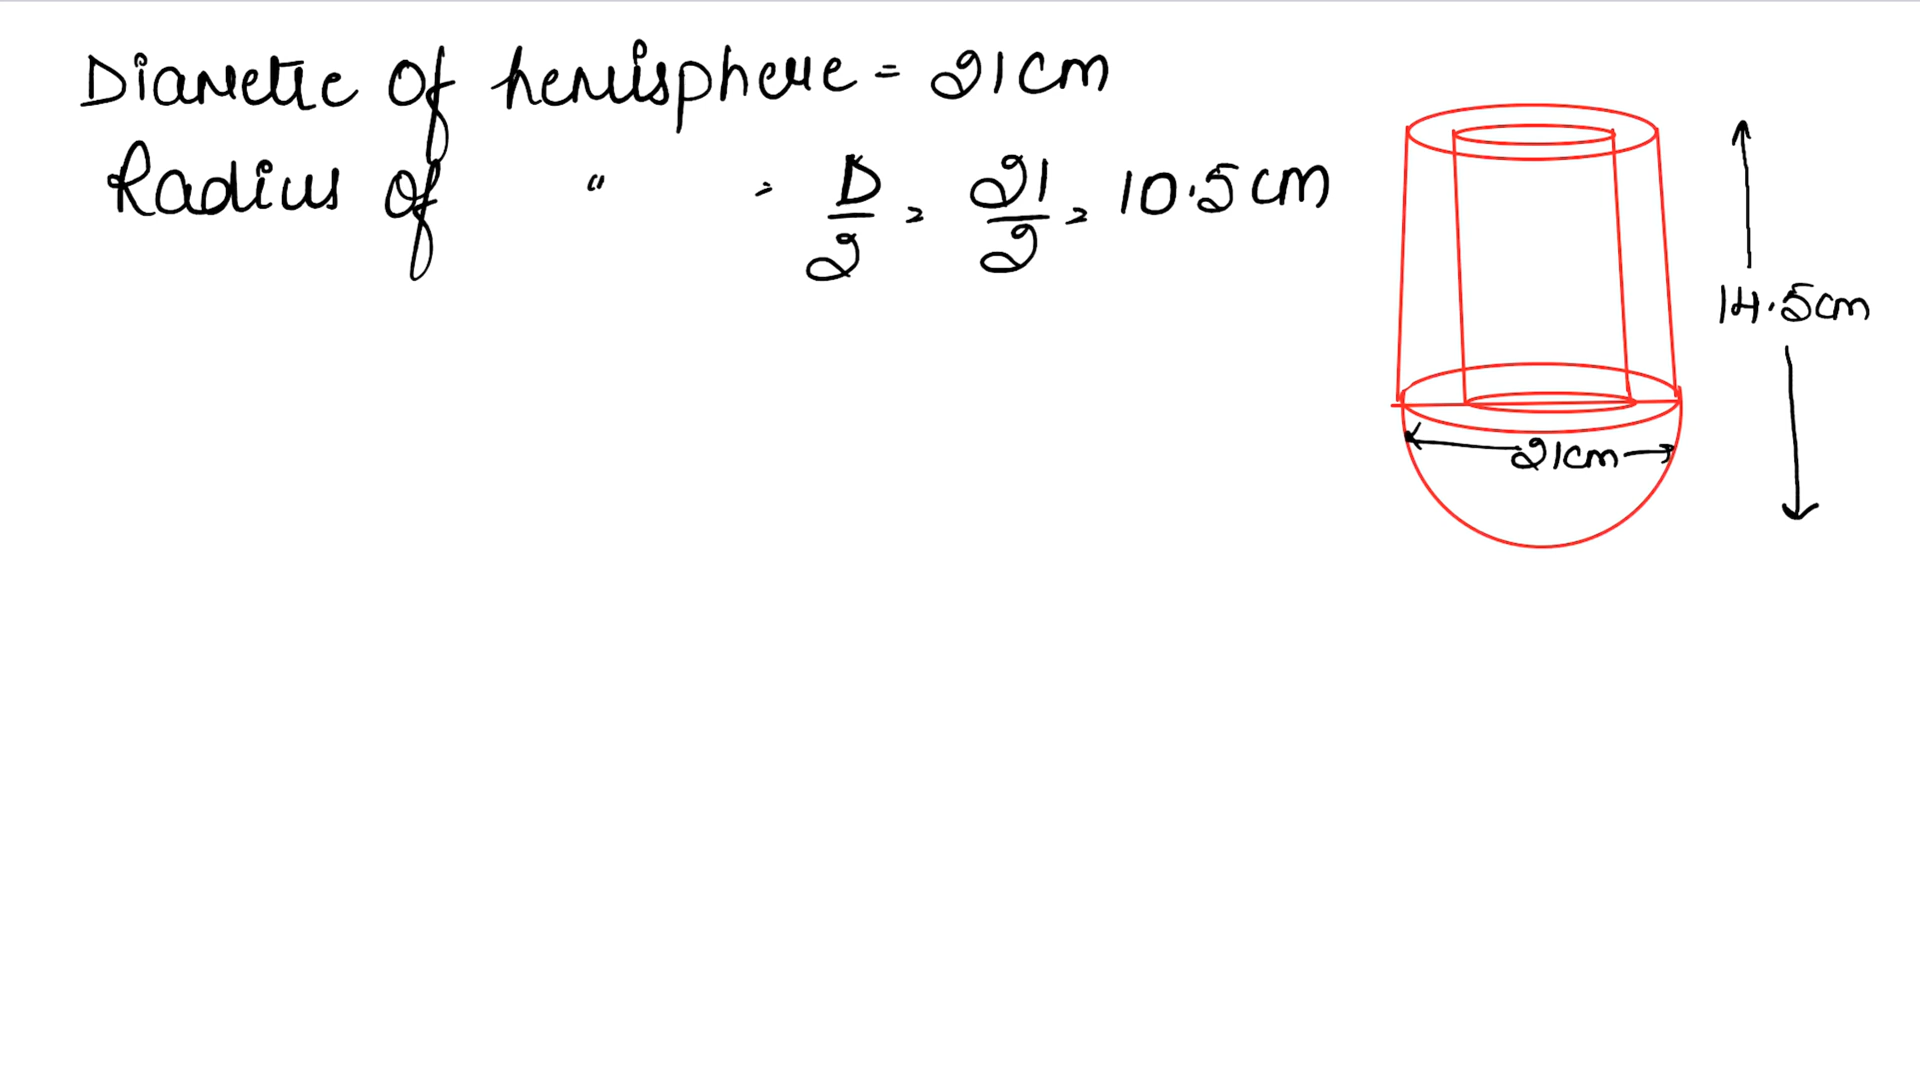 Diameter of hemisphere = 21cm
Radius of " = D/2 = 21/2 = 10.5cm
14.5cm
21cm